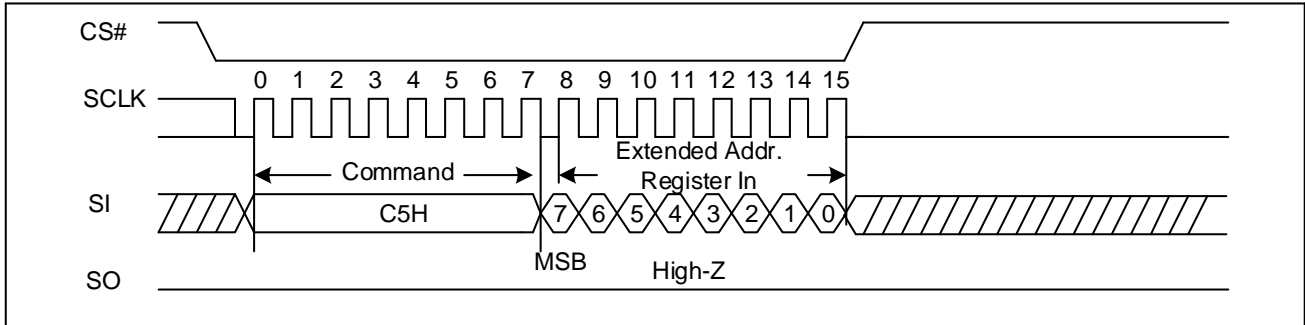 CS#
0 1 2 3 4 5 6 7 8 9 10 11 12 13 14 15
SCLK
Command
Extended Addr.
Register In
SI
C5H
7 6 5 4 3 2 1 0
MSB
High-Z
SO